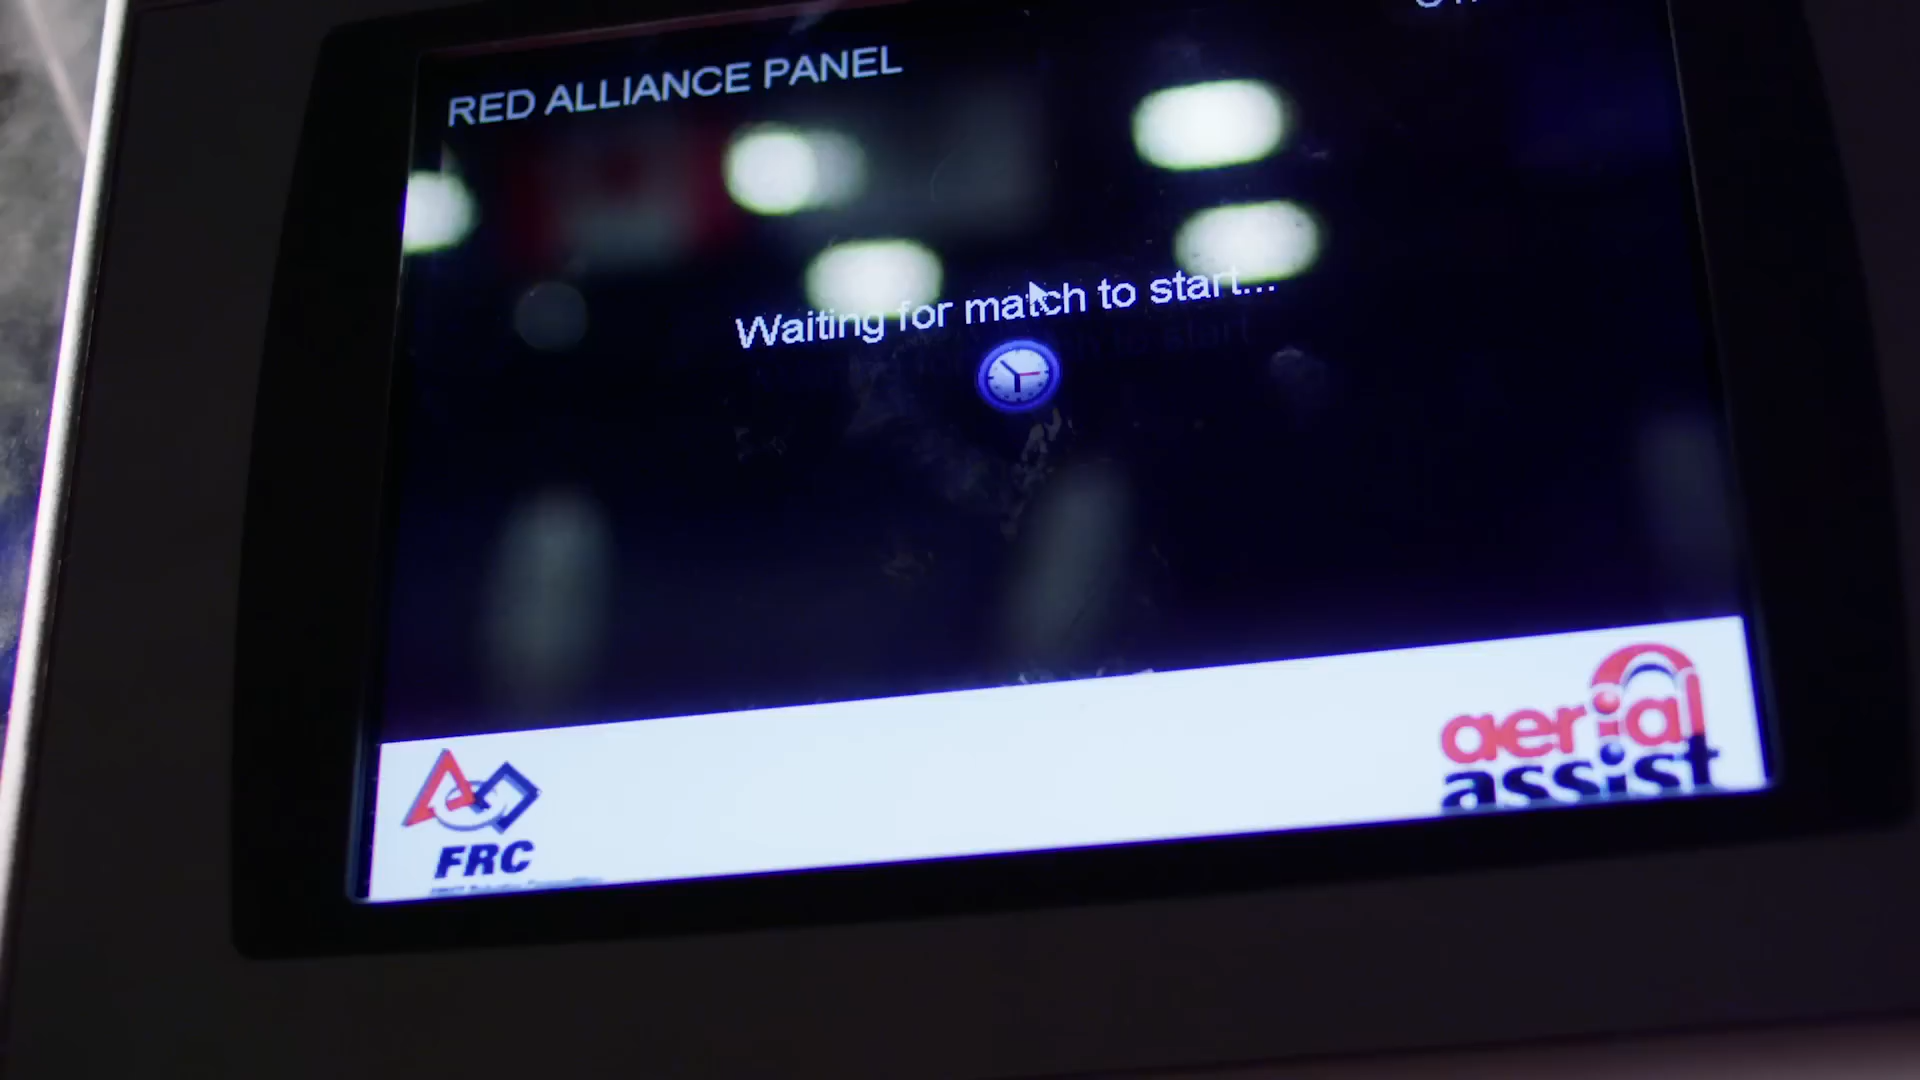 RED ALLIANCE PANEL
Waiting for match to start...
FRC
aerial
assist